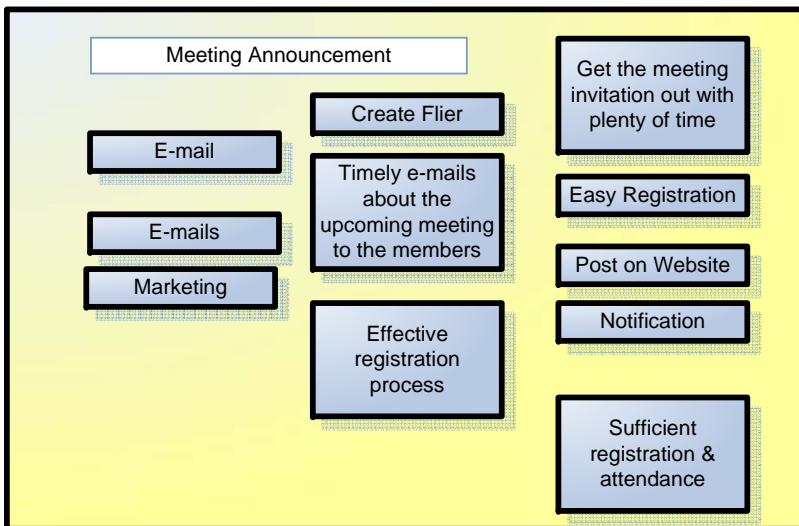 Meeting Announcement
E-mail
E-mails
Marketing
Create Flier
Timely e-mails
about the
upcoming meeting
to the members
Effective
registration
process
Get the meeting
invitation out with
plenty of time
Easy Registration
Post on Website
Notification
Sufficient
registration &
attendance